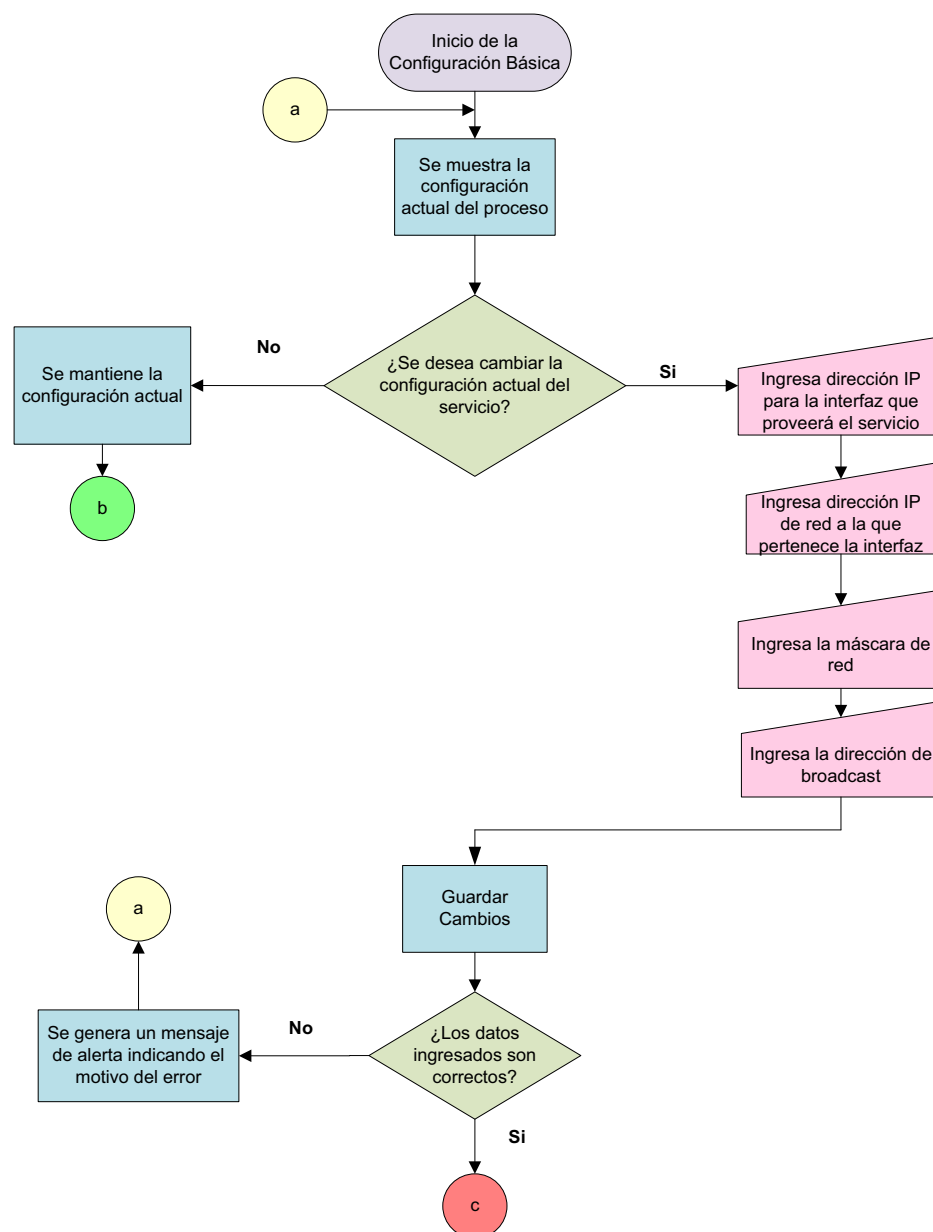 Inicio de la
Configuración Básica
a
Se muestra la
configuración
actual del proceso
¿Se desea cambiar la
configuración actual del
servicio?
No
Si
Se mantiene la
configuración actual
b
Ingresa dirección IP
para la interfaz que
proveerá el servicio
Ingresa dirección IP
de red a la que
pertenece la interfaz
Ingresa la máscara de
red
Ingresa la dirección de
broadcast
Guardar
Cambios
a
¿Los datos
ingresados son
correctos?
No
Se genera un mensaje
de alerta indicando el
motivo del error
Si
c